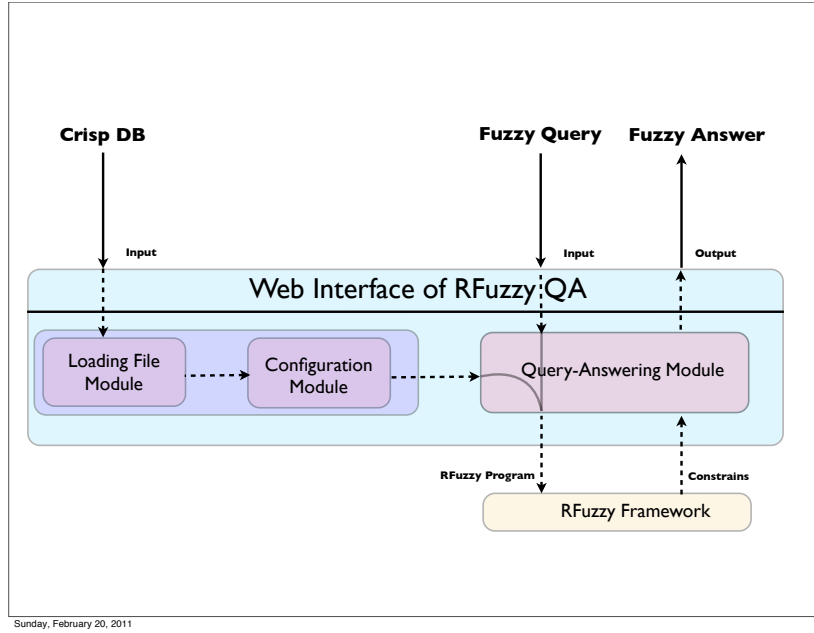 Crisp DB
Fuzzy Query
Fuzzy Answer
Input
Input
Output
Web Interface of RFuzzy QA
Loading File
Module
Configuration
Module
Query-Answering Module
RFuzzy Program
Constrains
RFuzzy Framework
Sunday, February 20, 2011